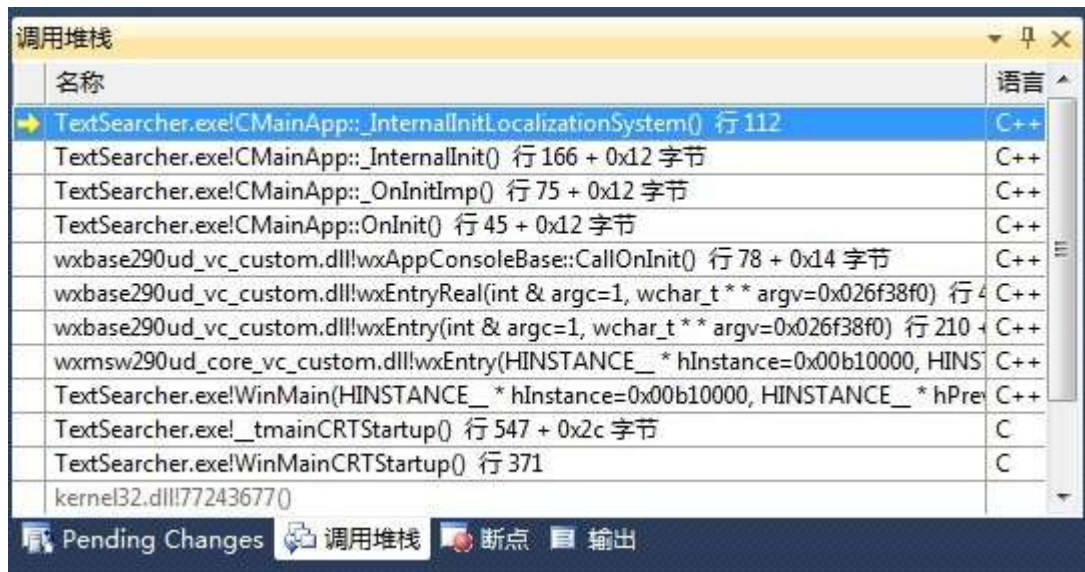 调用堆栈
名称 语言
TextSearcher.exe!CMainApp::_InternalInitLocalizationSystem() 行 112 C++
TextSearcher.exe!CMainApp::_InternalInit() 行 166 + 0x12 字节 C++
TextSearcher.exe!CMainApp::_OnInitImp() 行 75 + 0x12 字节 C++
TextSearcher.exe!CMainApp::OnInit() 行 45 + 0x12 字节 C++
wxbase290ud_vc_custom.dll!wxAppConsoleBase::CallOnInit() 行 78 + 0x14 字节 C++
wxbase290ud_vc_custom.dll!wxEntryReal(int & argc=1, wchar_t * * argv=0x026f38f0) 行 4 C++
wxbase290ud_vc_custom.dll!wxEntry(int & argc=1, wchar_t * * argv=0x026f38f0) 行 210 + C++
wxmsw290ud_core_vc_custom.dll!wxEntry(HINSTANCE__ * hInstance=0x00b10000, HINST C++
TextSearcher.exe!WinMain(HINSTANCE__ * hInstance=0x00b10000, HINSTANCE__ * hPrev C++
TextSearcher.exe!__tmainCRTStartup() 行 547 + 0x2c 字节 C
TextSearcher.exe!WinMainCRTStartup() 行 371 C
kernel32.dll!77243677()
Pending Changes 调用堆栈 断点 输出